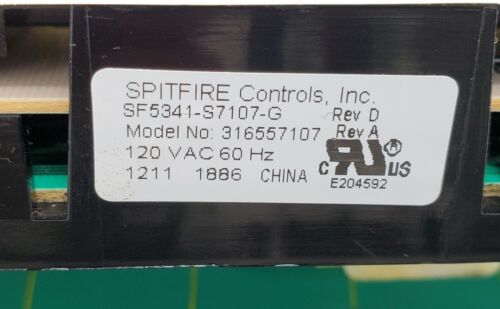 SPITFIRE Controls, Inc.
SF5341-S7107-G Rev D
Model No: 316557107 Rev A
120 VAC 60 Hz
1211 1886 CHINA
c RU ® US
E204592